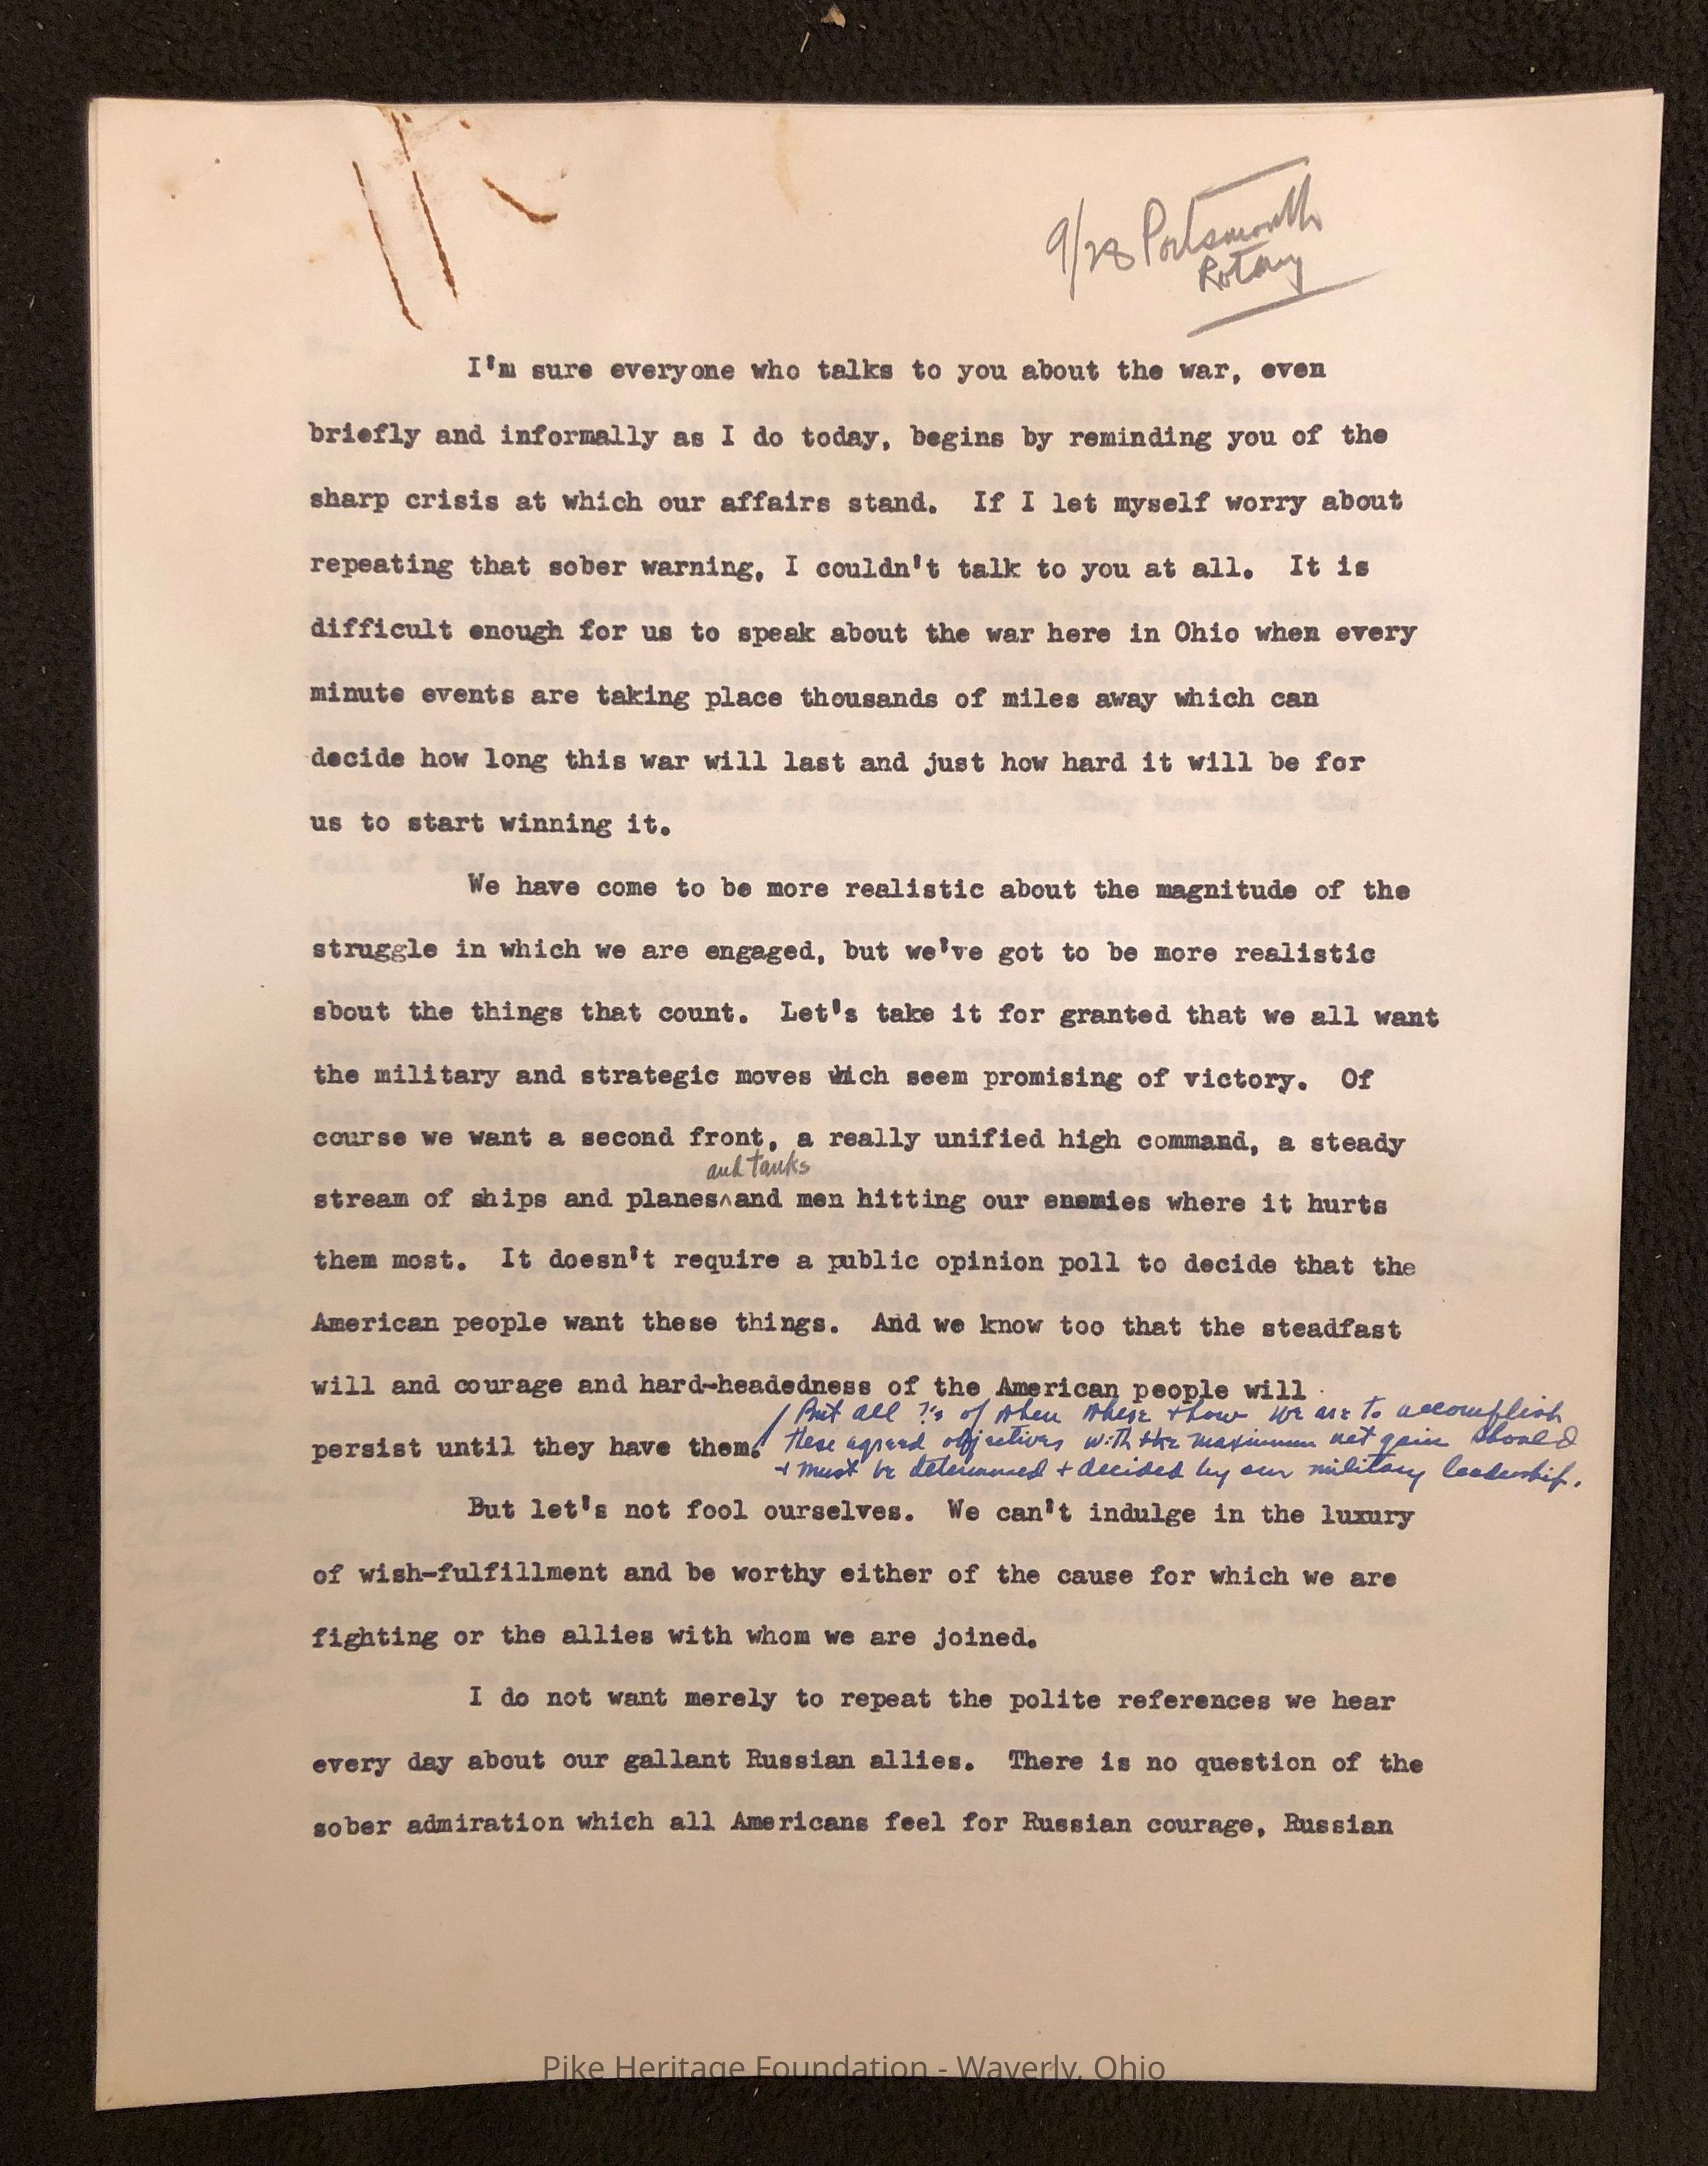 9/28 Portsmouth
Rotary
I'm sure everyone who talks to you about the war, even
briefly and informally as I do today, begins by reminding you of the
sharp crisis at which our affairs stand. If I let myself worry about
repeating that sober warning, I couldn't talk to you at all. It is
difficult enough for us to speak about the war here in Ohio when every
minute events are taking place thousands of miles away which can
decide how long this war will last and just how hard it will be for
us to start winning it.
We have come to be more realistic about the magnitude of the
struggle in which we are engaged, but we've got to be more realistic
sbout the things that count. Let's take it for granted that we all want
the military and strategic moves which seem promising of victory. Of
course we want a second front, a really unified high command, a steady
and tanks
stream of ships and planes^and men hitting our enemies where it hurts
them most. It doesn't require a public opinion poll to decide that the
American people want these things. And we know too that the steadfast
will and courage and hard-headedness of the American people will
/ But all ?'s of when where + how we are to accomplish
persist until they have them. these agreed objectives with the maximum net gain should
+ must be determined + decided by our military leadership.
But let's not fool ourselves. We can't indulge in the luxury
of wish-fulfillment and be worthy either of the cause for which we are
fighting or the allies with whom we are joined.
I do not want merely to repeat the polite references we hear
every day about our gallant Russian allies. There is no question of the
sober admiration which all Americans feel for Russian courage, Russian
Pike Heritage Foundation - Waverly, Ohio